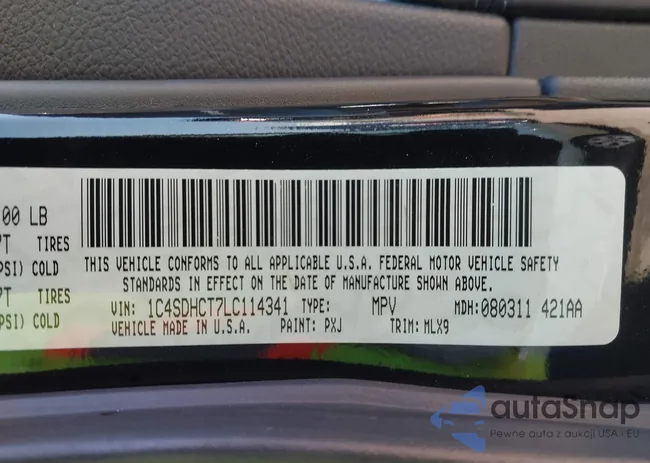 00 LB
7T TIRES
PSI) COLD
7T TIRES
PSI) COLD
THIS VEHICLE CONFORMS TO ALL APPLICABLE U.S.A. FEDERAL MOTOR VEHICLE SAFETY
STANDARDS IN EFFECT ON THE DATE OF MANUFACTURE SHOWN ABOVE.
VIN: 1C4SDHCT7LC114341 TYPE: MPV MDH: 080311 421AA
VEHICLE MADE IN U.S.A. PAINT: PXJ TRIM: MLX9
autaSnap
Pewne auta z aukcji USA - EU